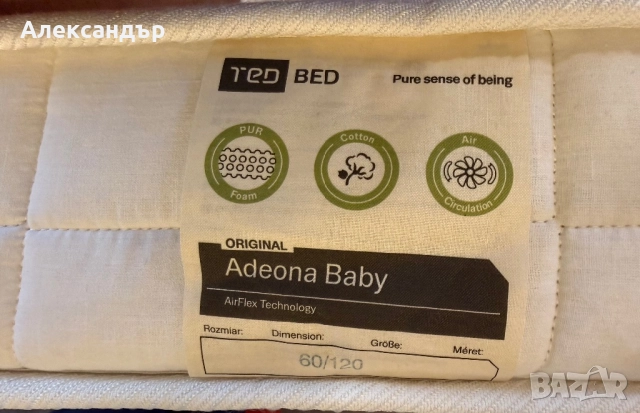 Александър
TED BED
Pure sense of being
PUR
Foam
Cotton
Air
Circulation
ORIGINAL
Adeona Baby
AirFlex Technology
Rozmiar: Dimension: Größe: Méret:
60/120
BAZAR